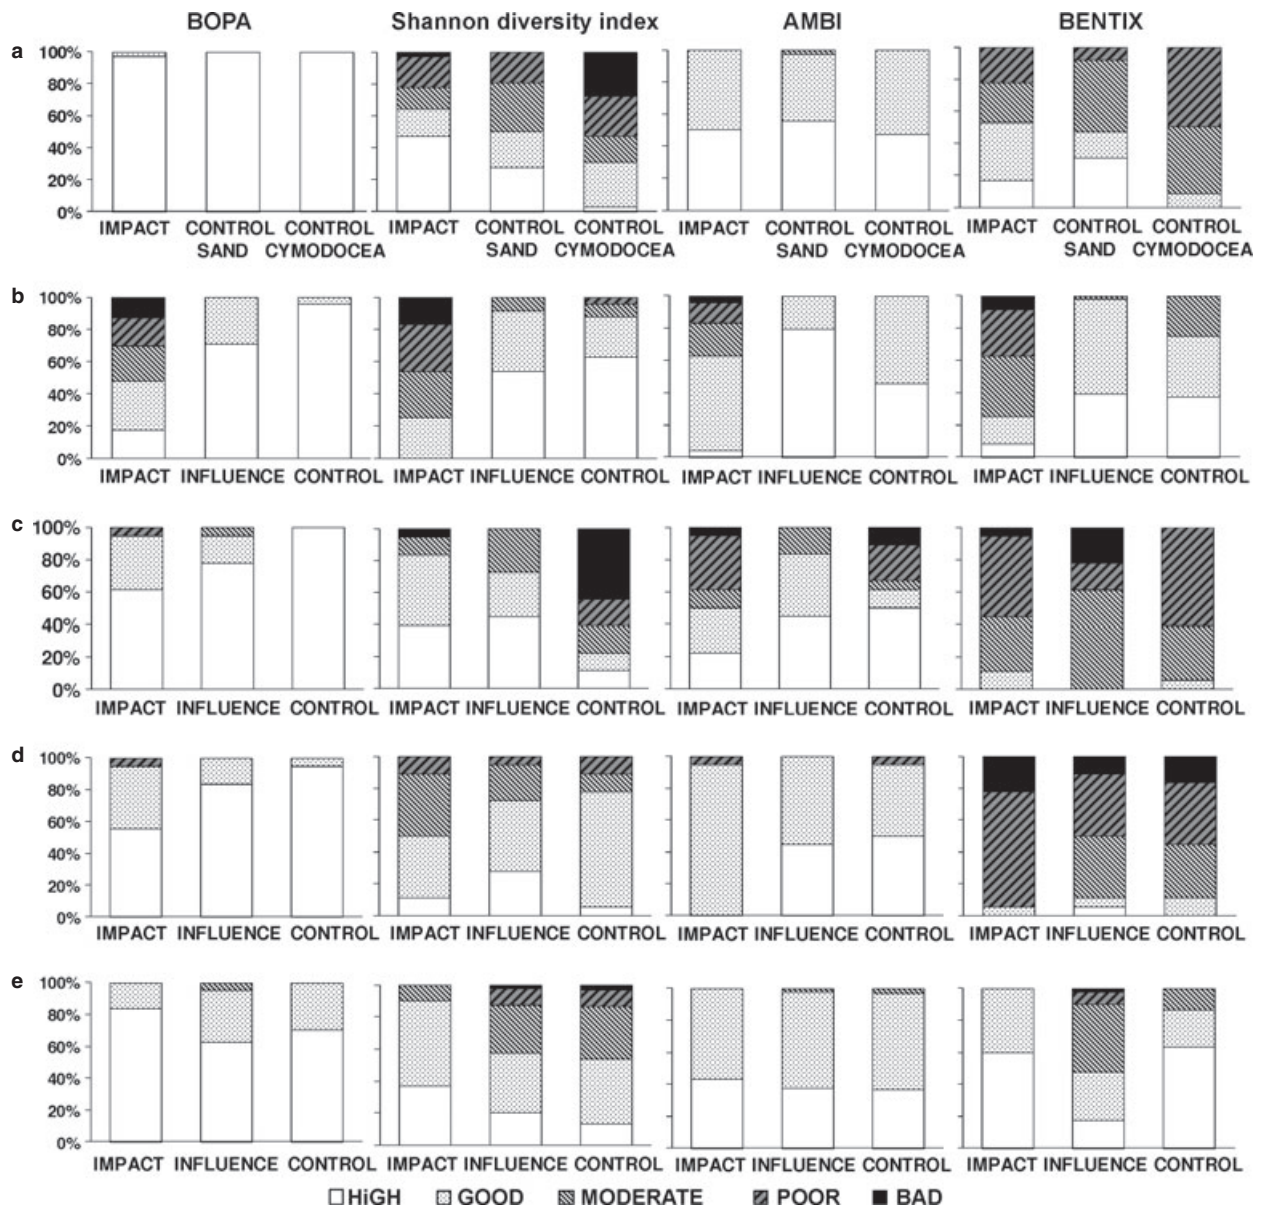 BOPA Shannon diversity index AMBI BENTIX
a
100%
80%
60%
40%
20%
0%
IMPACT CONTROL CONTROL IMPACT CONTROL CONTROL IMPACT CONTROL CONTROL IMPACT CONTROL CONTROL
SAND CYMODOCEA SAND CYMODOCEA SAND CYMODOCEA SAND CYMODOCEA
b
100%
80%
60%
40%
20%
0%
IMPACT INFLUENCE CONTROL IMPACT INFLUENCE CONTROL IMPACT INFLUENCE CONTROL IMPACT INFLUENCE CONTROL
c
100%
80%
60%
40%
20%
0%
IMPACT INFLUENCE CONTROL IMPACT INFLUENCE CONTROL IMPACT INFLUENCE CONTROL IMPACT INFLUENCE CONTROL
d
100%
80%
60%
40%
20%
0%
IMPACT INFLUENCE CONTROL IMPACT INFLUENCE CONTROL IMPACT INFLUENCE CONTROL IMPACT INFLUENCE CONTROL
e
100%
80%
60%
40%
20%
0%
IMPACT INFLUENCE CONTROL IMPACT INFLUENCE CONTROL IMPACT INFLUENCE CONTROL IMPACT INFLUENCE CONTROL
HiGH GOOD MODERATE POOR BAD